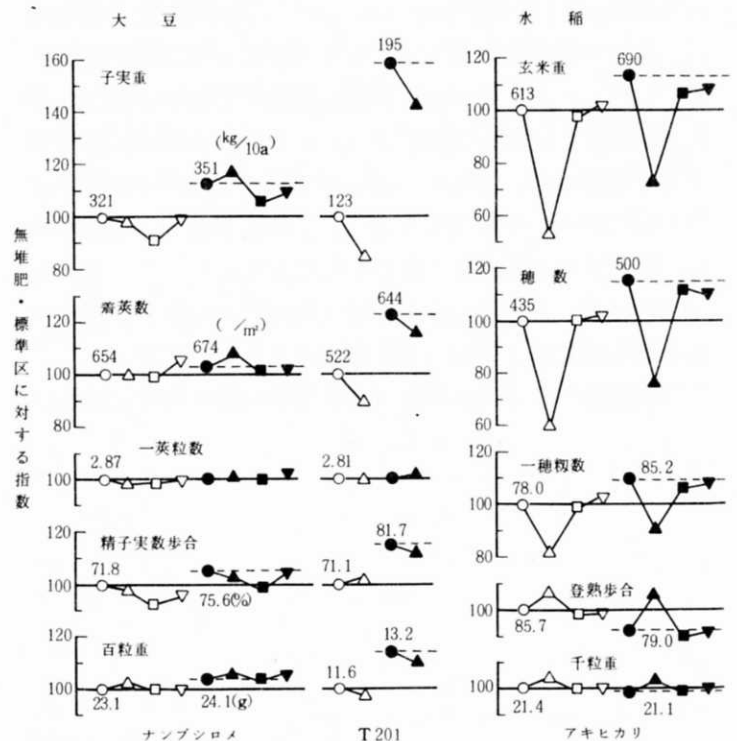 大豆
水稲
無堆肥・標準区に対する指数
子実重
160
140
120
100
80
(kg/10a)
321
351
123
195
着莢数
120
100
80
( /m²)
654
674
522
644
一莢粒数
100
2.87
2.81
精子実数歩合
120
100
71.8
75.6(%)
71.1
81.7
百粒重
120
100
23.1
24.1(g)
11.6
13.2
ナンブシロメ
T201
玄米重
120
100
80
60
613
690
穂数
120
100
80
60
435
500
一穂籾数
120
100
80
78.0
85.2
登熟歩合
100
85.7
79.0
千粒重
100
21.4
21.1
アキヒカリ